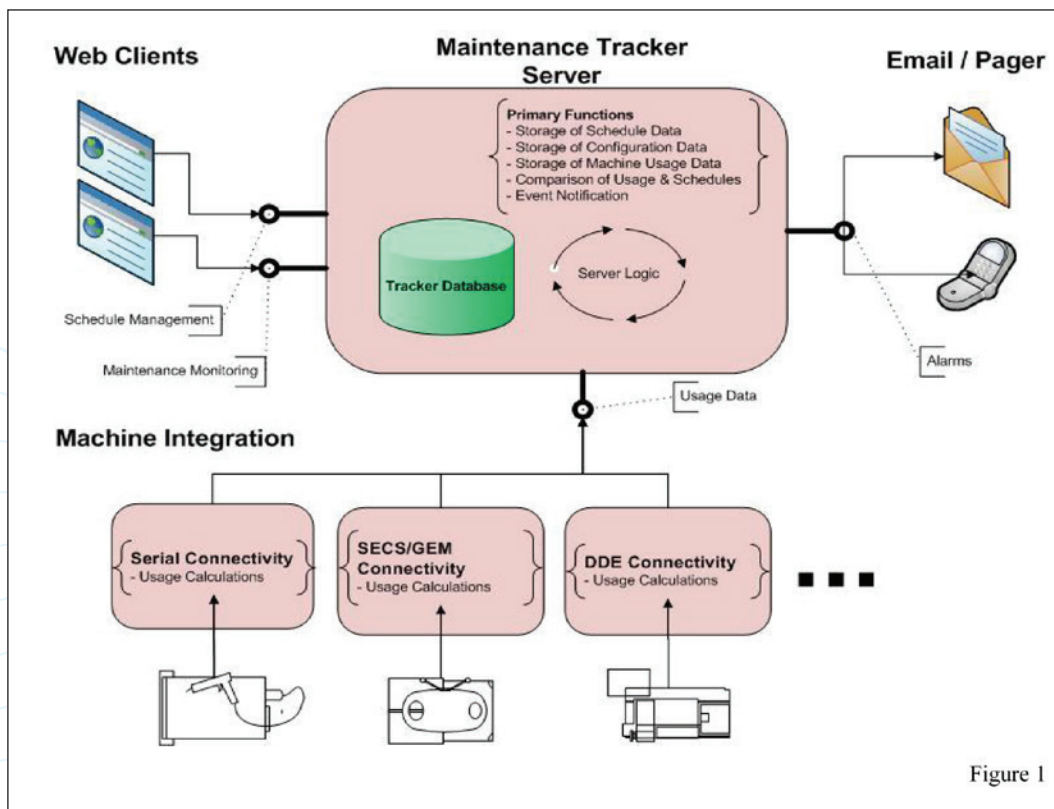 Web Clients
Maintenance Tracker
Server
Email / Pager
Primary Functions
- Storage of Schedule Data
- Storage of Configuration Data
- Storage of Machine Usage Data
- Comparison of Usage & Schedules
- Event Notification
Tracker Database
Server Logic
Schedule Management
Maintenance Monitoring
Alarms
Usage Data
Machine Integration
Serial Connectivity
- Usage Calculations
SECS/GEM
Connectivity
- Usage Calculations
DDE Connectivity
- Usage Calculations
Figure 1